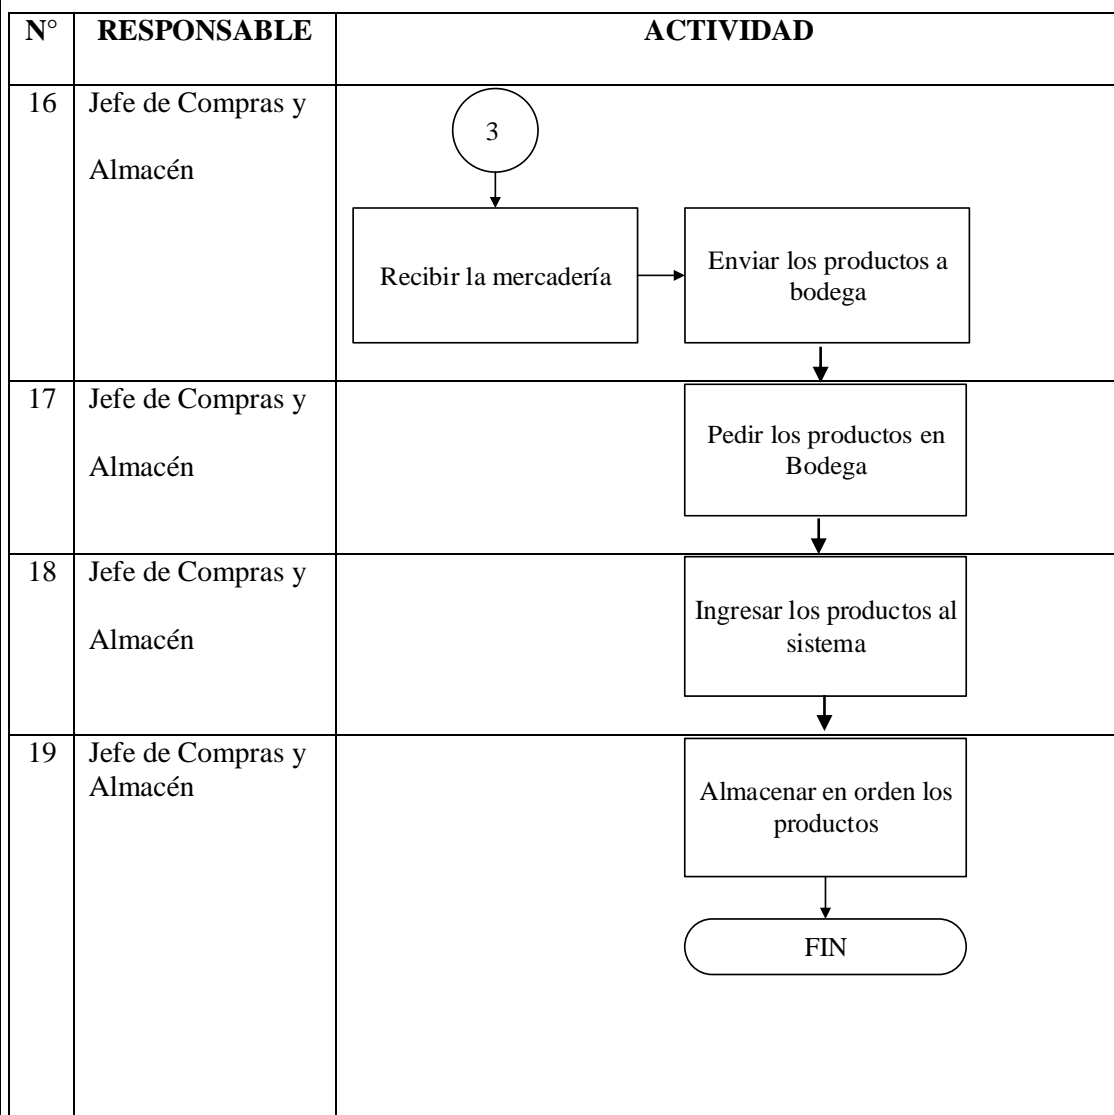 N° RESPONSABLE ACTIVIDAD
16 Jefe de Compras y
Almacén
3
Recibir la mercadería
Enviar los productos a
bodega
17 Jefe de Compras y
Almacén
Pedir los productos en
Bodega
18 Jefe de Compras y
Almacén
Ingresar los productos al
sistema
19 Jefe de Compras y
Almacén
Almacenar en orden los
productos
FIN